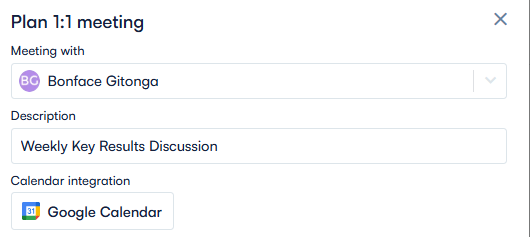 Plan 1:1 meeting
Meeting with
BG Bonface Gitonga
Description
Weekly Key Results Discussion
Calendar integration
31 Google Calendar